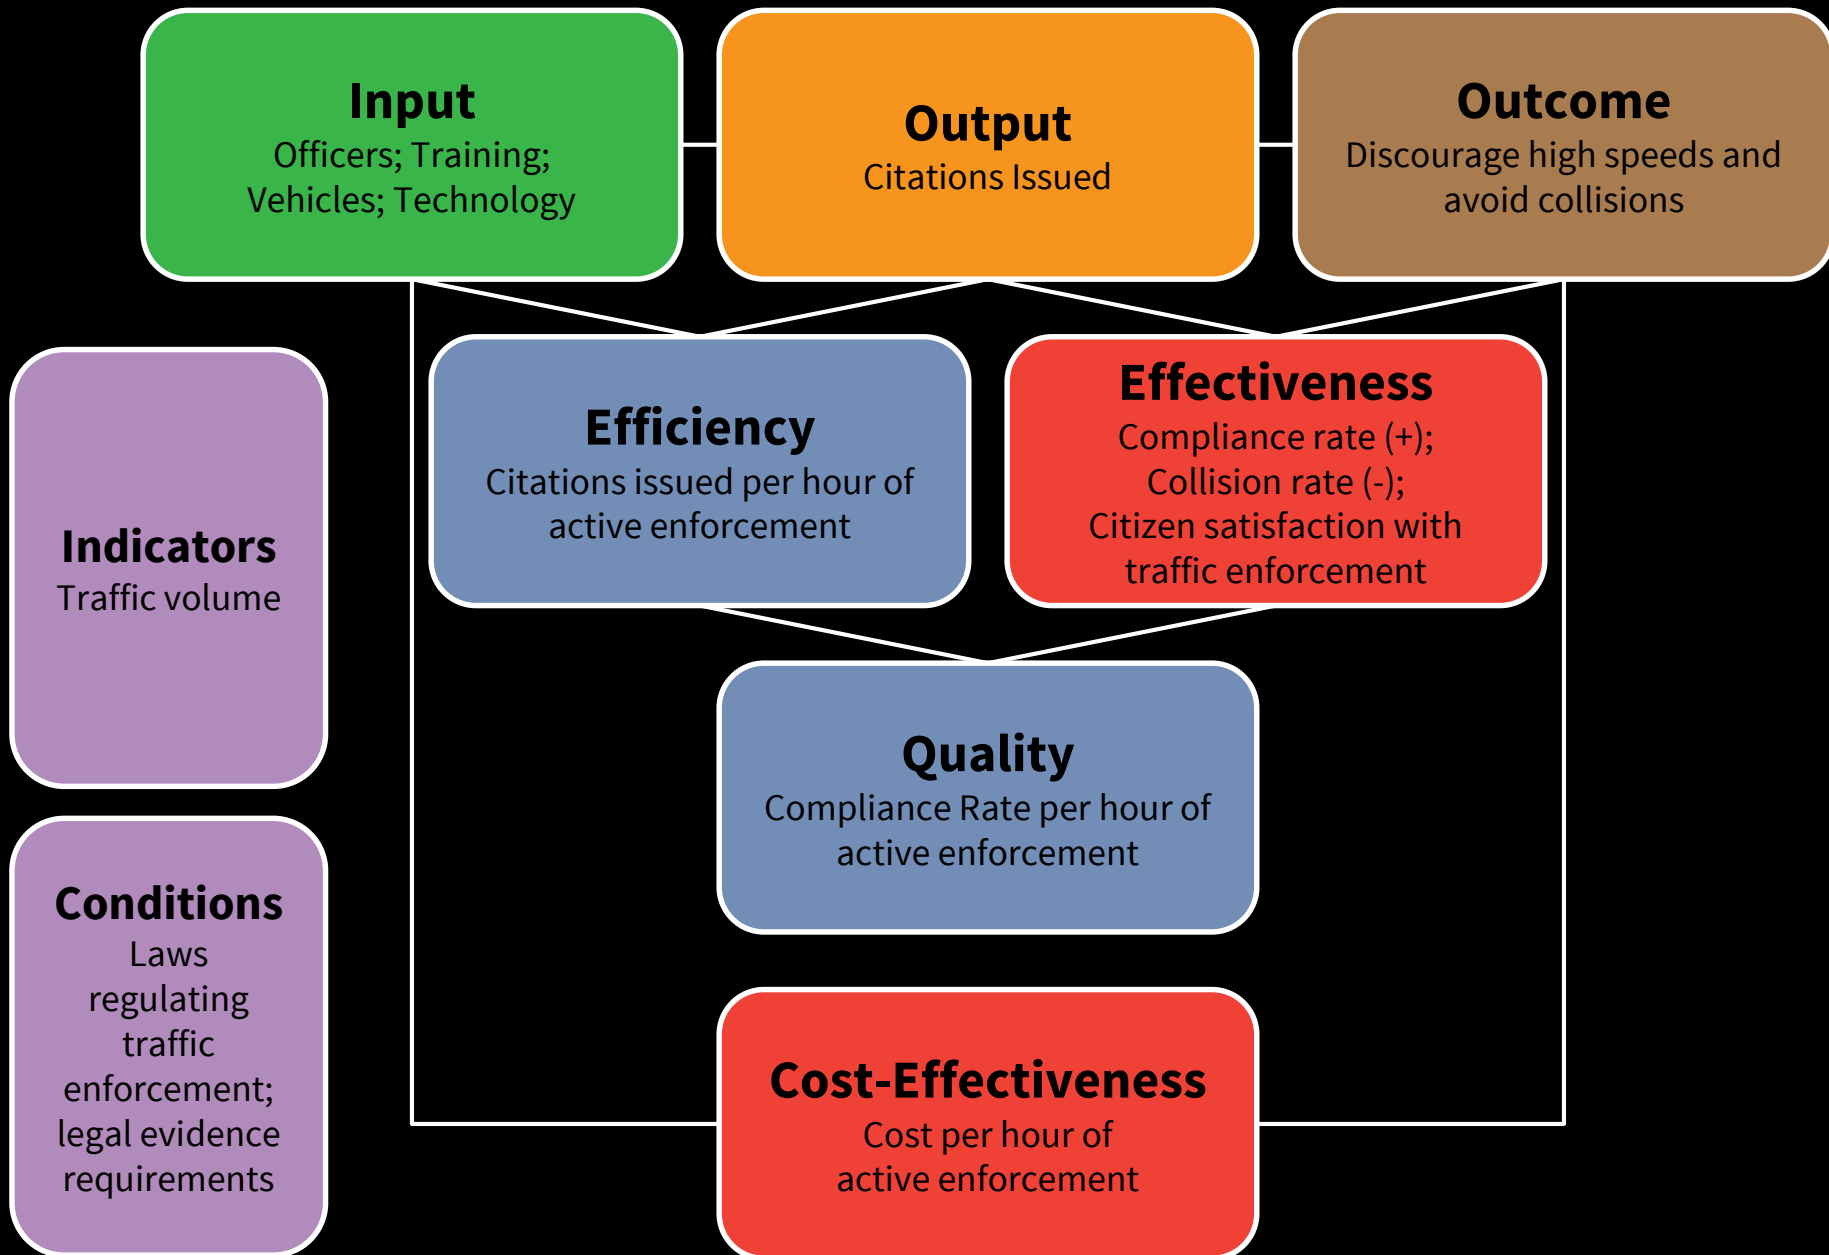 Input
Officers; Training;
Vehicles; Technology
Output
Citations Issued
Outcome
Discourage high speeds and
avoid collisions
Efficiency
Citations issued per hour of
active enforcement
Effectiveness
Compliance rate (+);
Collision rate (-);
Citizen satisfaction with
traffic enforcement
Indicators
Traffic volume
Quality
Compliance Rate per hour of
active enforcement
Conditions
Laws
regulating
traffic
enforcement;
legal evidence
requirements
Cost-Effectiveness
Cost per hour of
active enforcement